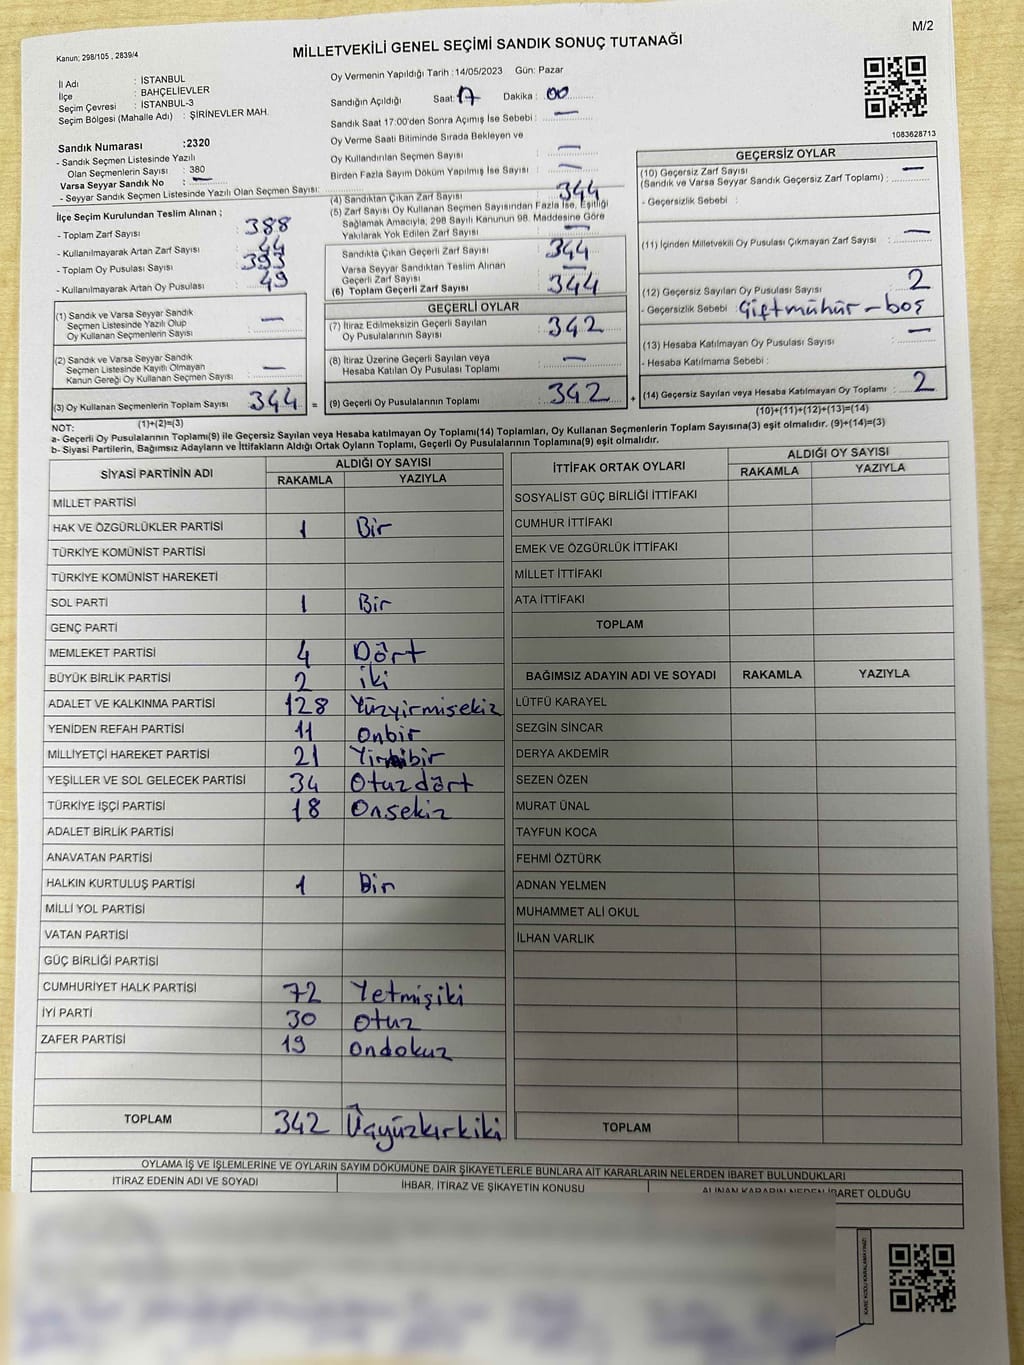 M/2
Kanun; 298/105 , 2839/4
MİLLETVEKİLİ GENEL SEÇİMİ SANDIK SONUÇ TUTANAĞI
İl Adı : İSTANBUL
İlçe : BAHÇELİEVLER
Seçim Çevresi : İSTANBUL-3
Seçim Bölgesi (Mahalle Adı) : ŞİRİNEVLER MAH.
Sandık Numarası :2320
- Sandık Seçmen Listesinde Yazılı
Olan Seçmenlerin Sayısı : 380
Varsa Seyyar Sandık No : —
- Seyyar Sandık Seçmen Listesinde Yazılı Olan Seçmen Sayısı:
İlçe Seçim Kurulundan Teslim Alınan ;
- Toplam Zarf Sayısı : 388
- Kullanılmayarak Artan Zarf Sayısı : 44
- Toplam Oy Pusulası Sayısı : 393
- Kullanılmayarak Artan Oy Pusulası : 49
(1) Sandık ve Varsa Seyyar Sandık
Seçmen Listesinde Yazılı Olup
Oy Kullanan Seçmenlerin Sayısı : —
(2) Sandık ve Varsa Seyyar Sandık
Seçmen Listesinde Kayıtlı Olmayan
Kanun Gereği Oy Kullanan Seçmen Sayısı : —
(3) Oy Kullanan Seçmenlerin Toplam Sayısı 344 =
(1)+(2)=(3)
Oy Vermenin Yapıldığı Tarih :14/05/2023 Gün: Pazar
Sandığın Açıldığı Saat: 17 Dakika : 00
Sandık Saat 17:00'den Sonra Açımış İse Sebebi : —
Oy Verme Saati Bitiminde Sırada Bekleyen ve
Oy Kullandırılan Seçmen Sayısı : —
Birden Fazla Sayım Döküm Yapılmış İse Sayısı : —
(4) Sandıktan Çıkan Zarf Sayısı : 344
(5) Zarf Sayısı Oy Kullanan Seçmen Sayısından Fazla İse, Eşitliği
Sağlamak Amacıyla, 298 Sayılı Kanunun 98. Maddesine Göre
Yakılarak Yok Edilen Zarf Sayısı : —
Sandıkta Çıkan Geçerli Zarf Sayısı : 344
Varsa Seyyar Sandıktan Teslim Alınan
Geçerli Zarf Sayısı : —
(6) Toplam Geçerli Zarf Sayısı : 344
GEÇERLİ OYLAR
(7) İtiraz Edilmeksizin Geçerli Sayılan
Oy Pusulalarının Sayısı : 342
(8) İtiraz Üzerine Geçerli Sayılan veya
Hesaba Katılan Oy Pusulası Toplamı : —
(9) Geçerli Oy Pusulalarının Toplamı : 342 +
1083628713
GEÇERSİZ OYLAR
(10) Geçersiz Zarf Sayısı
(Sandık ve Varsa Seyyar Sandık Geçersiz Zarf Toplamı) : —
- Geçersizlik Sebebi :
(11) İçinden Milletvekili Oy Pusulası Çıkmayan Zarf Sayısı : —
(12) Geçersiz Sayılan Oy Pusulası Sayısı : 2
- Geçersizlik Sebebi : Çiftmühür – boş
(13) Hesaba Katılmayan Oy Pusulası Sayısı : —
- Hesaba Katılmama Sebebi :
(14) Geçersiz Sayılan veya Hesaba Katılmayan Oy Toplamı : 2
(10)+(11)+(12)+(13)=(14)
NOT:
a- Geçerli Oy Pusulalarının Toplamı(9) ile Geçersiz Sayılan veya Hesaba katılmayan Oy Toplamı(14) Toplamları, Oy Kullanan Seçmenlerin Toplam Sayısına(3) eşit olmalıdır. (9)+(14)=(3)
b- Siyasi Partilerin, Bağımsız Adayların ve İttifakların Aldığı Ortak Oyların Toplamı, Geçerli Oy Pusulalarının Toplamına(9) eşit olmalıdır.
SİYASİ PARTİNİN ADI ALDIĞI OY SAYISI
RAKAMLA YAZIYLA
MİLLET PARTİSİ
HAK VE ÖZGÜRLÜKLER PARTİSİ 1 Bir
TÜRKİYE KOMÜNİST PARTİSİ
TÜRKİYE KOMÜNİST HAREKETİ
SOL PARTİ 1 Bir
GENÇ PARTİ
MEMLEKET PARTİSİ 4 Dört
BÜYÜK BİRLİK PARTİSİ 2 iki
ADALET VE KALKINMA PARTİSİ 128 Yüzyirmisekiz
YENİDEN REFAH PARTİSİ 11 Onbir
MİLLİYETÇİ HAREKET PARTİSİ 21 Yirmibir
YEŞİLLER VE SOL GELECEK PARTİSİ 34 Otuzdört
TÜRKİYE İŞÇİ PARTİSİ 18 Onsekiz
ADALET BİRLİK PARTİSİ
ANAVATAN PARTİSİ
HALKIN KURTULUŞ PARTİSİ 1 Bir
MİLLİ YOL PARTİSİ
VATAN PARTİSİ
GÜÇ BİRLİĞİ PARTİSİ
CUMHURİYET HALK PARTİSİ 72 Yetmişiki
İYİ PARTİ 30 Otuz
ZAFER PARTİSİ 19 Ondokuz
TOPLAM 342 Üçyüzkırkiki
İTTİFAK ORTAK OYLARI ALDIĞI OY SAYISI
RAKAMLA YAZIYLA
SOSYALİST GÜÇ BİRLİĞİ İTTİFAKI
CUMHUR İTTİFAKI
EMEK VE ÖZGÜRLÜK İTTİFAKI
MİLLET İTTİFAKI
ATA İTTİFAKI
TOPLAM
BAĞIMSIZ ADAYIN ADI VE SOYADI RAKAMLA YAZIYLA
LÜTFÜ KARAYEL
SEZGİN SİNCAR
DERYA AKDEMİR
SEZEN ÖZEN
MURAT ÜNAL
TAYFUN KOCA
FEHMİ ÖZTÜRK
ADNAN YELMEN
MUHAMMET ALİ OKUL
İLHAN VARLIK
TOPLAM
OYLAMA İŞ VE İŞLEMLERİNE VE OYLARIN SAYIM DÖKÜMÜNE DAİR ŞİKAYETLERLE BUNLARA AİT KARARLARIN NELERDEN İBARET BULUNDUKLARI
İTİRAZ EDENİN ADI VE SOYADI İHBAR, İTİRAZ VE ŞİKAYETİN KONUSU ALINAN KARARIN NEDEN İBARET OLDUĞU